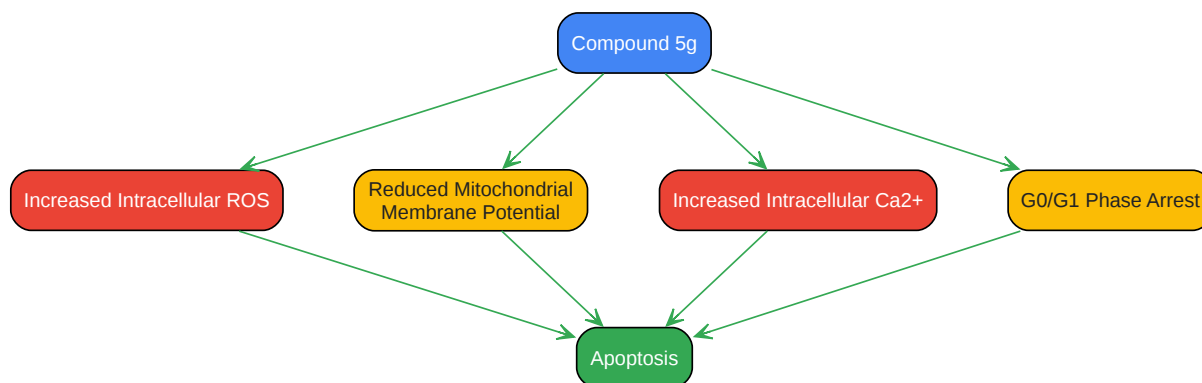 Compound 5g
Increased Intracellular ROS
Reduced Mitochondrial
Membrane Potential
Increased Intracellular Ca2+
G0/G1 Phase Arrest
Apoptosis